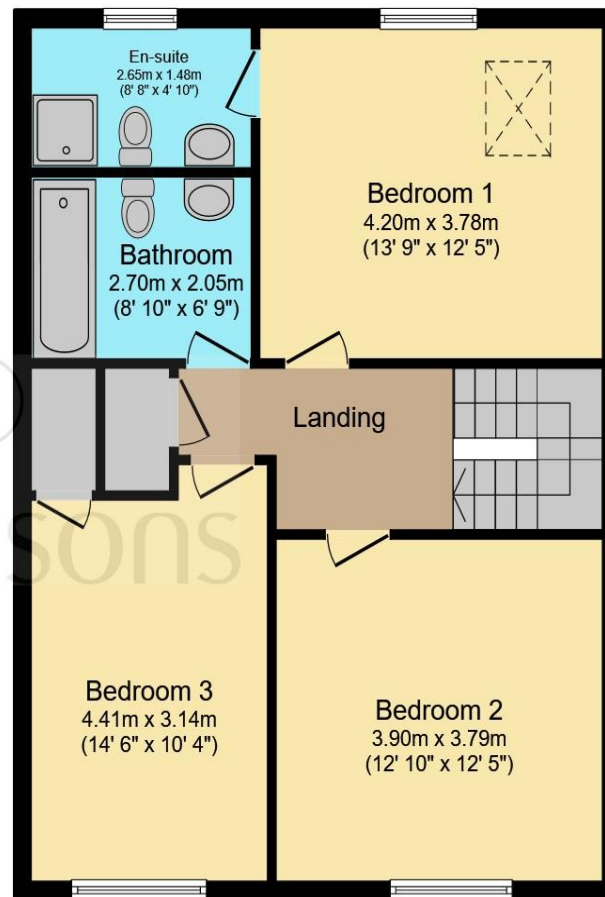 En-suite
2.65m x 1.48m
(8' 8" x 4' 10")
Bedroom 1
4.20m x 3.78m
(13' 9" x 12' 5")
Bathroom
2.70m x 2.05m
(8' 10" x 6' 9")
Landing
sons
Bedroom 3
4.41m x 3.14m
(14' 6" x 10' 4")
Bedroom 2
3.90m x 3.79m
(12' 10" x 12' 5")